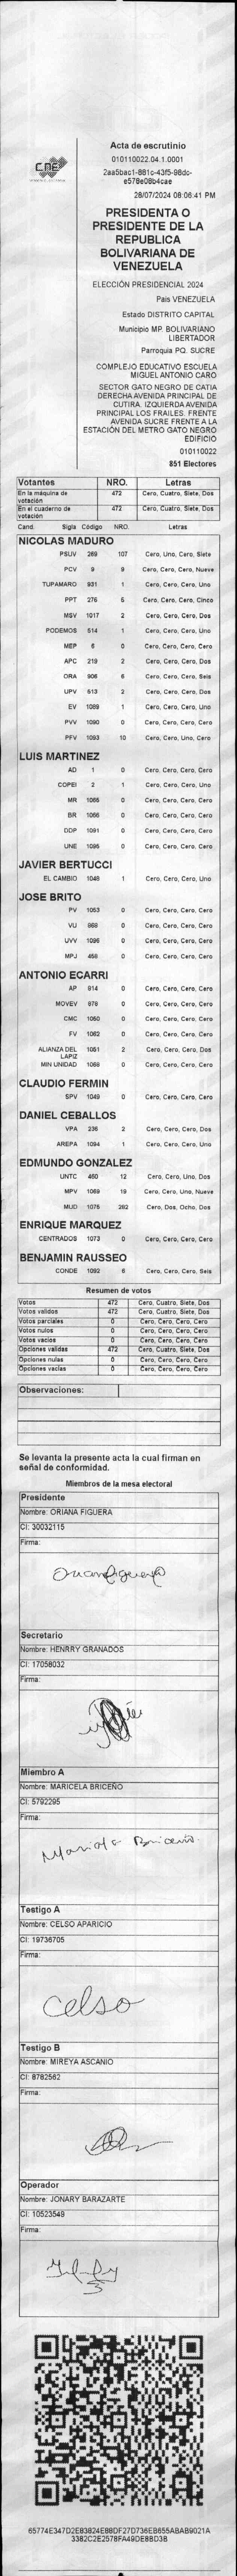 CNE
Acta de escrutinio
010110022.04.1.0001
2aa5bac1-881c-43f5-98dc-
e578e08b4cae
28/07/2024 08:06:41 PM
PRESIDENTA O
PRESIDENTE DE LA
REPUBLICA
BOLIVARIANA DE
VENEZUELA
ELECCIÓN PRESIDENCIAL 2024
País VENEZUELA
Estado DISTRITO CAPITAL
Municipio MP. BOLIVARIANO
LIBERTADOR
Parroquia PQ. SUCRE
COMPLEJO EDUCATIVO ESCUELA
MIGUEL ANTONIO CARO
SECTOR GATO NEGRO DE CATIA
DERECHA AVENIDA PRINCIPAL DE
CUTIRA. IZQUIERDA AVENIDA
PRINCIPAL LOS FRAILES. FRENTE
AVENIDA SUCRE FRENTE A LA
ESTACIÓN DEL METRO GATO NEGRO
EDIFICIO
010110022
851 Electores
Votantes NRO. Letras
En la máquina de votación 472 Cero, Cuatro, Siete, Dos
En el cuaderno de votación 472 Cero, Cuatro, Siete, Dos
Cand. Sigla Código NRO. Letras
NICOLAS MADURO
PSUV 269 107 Cero, Uno, Cero, Siete
PCV 9 9 Cero, Cero, Cero, Nueve
TUPAMARO 931 1 Cero, Cero, Cero, Uno
PPT 276 5 Cero, Cero, Cero, Cinco
MSV 1017 2 Cero, Cero, Cero, Dos
PODEMOS 514 1 Cero, Cero, Cero, Uno
MEP 6 0 Cero, Cero, Cero, Cero
APC 219 2 Cero, Cero, Cero, Dos
ORA 906 6 Cero, Cero, Cero, Seis
UPV 513 2 Cero, Cero, Cero, Dos
EV 1089 1 Cero, Cero, Cero, Uno
PVV 1090 0 Cero, Cero, Cero, Cero
PFV 1093 10 Cero, Cero, Uno, Cero
LUIS MARTINEZ
AD 1 0 Cero, Cero, Cero, Cero
COPEI 2 1 Cero, Cero, Cero, Uno
MR 1065 0 Cero, Cero, Cero, Cero
BR 1066 0 Cero, Cero, Cero, Cero
DDP 1091 0 Cero, Cero, Cero, Cero
UNE 1095 0 Cero, Cero, Cero, Cero
JAVIER BERTUCCI
EL CAMBIO 1048 1 Cero, Cero, Cero, Uno
JOSE BRITO
PV 1053 0 Cero, Cero, Cero, Cero
VU 968 0 Cero, Cero, Cero, Cero
UVV 1096 0 Cero, Cero, Cero, Cero
MPJ 458 0 Cero, Cero, Cero, Cero
ANTONIO ECARRI
AP 914 0 Cero, Cero, Cero, Cero
MOVEV 978 0 Cero, Cero, Cero, Cero
CMC 1050 0 Cero, Cero, Cero, Cero
FV 1062 0 Cero, Cero, Cero, Cero
ALIANZA DEL LAPIZ 1051 2 Cero, Cero, Cero, Dos
MIN UNIDAD 1068 0 Cero, Cero, Cero, Cero
CLAUDIO FERMIN
SPV 1049 0 Cero, Cero, Cero, Cero
DANIEL CEBALLOS
VPA 236 2 Cero, Cero, Cero, Dos
AREPA 1094 1 Cero, Cero, Cero, Uno
EDMUNDO GONZALEZ
UNTC 460 12 Cero, Cero, Uno, Dos
MPV 1069 19 Cero, Cero, Uno, Nueve
MUD 1075 282 Cero, Dos, Ocho, Dos
ENRIQUE MARQUEZ
CENTRADOS 1073 0 Cero, Cero, Cero, Cero
BENJAMIN RAUSSEO
CONDE 1092 6 Cero, Cero, Cero, Seis
Resumen de votos
Votos 472 Cero, Cuatro, Siete, Dos
Votos validos 472 Cero, Cuatro, Siete, Dos
Votos parciales 0 Cero, Cero, Cero, Cero
Votos nulos 0 Cero, Cero, Cero, Cero
Votos vacios 0 Cero, Cero, Cero, Cero
Opciones validas 472 Cero, Cuatro, Siete, Dos
Opciones nulas 0 Cero, Cero, Cero, Cero
Opciones vacias 0 Cero, Cero, Cero, Cero
Observaciones:
Se levanta la presente acta la cual firman en
señal de conformidad.
Miembros de la mesa electoral
Presidente
Nombre: ORIANA FIGUERA
CI: 30032115
Firma:
Secretario
Nombre: HENRRY GRANADOS
CI: 17058032
Firma:
Miembro A
Nombre: MARICELA BRICEÑO
CI: 5792295
Firma:
Testigo A
Nombre: CELSO APARICIO
CI: 19736705
Firma:
Celso
Testigo B
Nombre: MIREYA ASCANIO
CI: 8782562
Firma:
Operador
Nombre: JONARY BARAZARTE
CI: 10523549
Firma:
65774E347D2E83824E88DF27D736EB655ABAB9021A
3382C2E2578FA49DE8BD3B